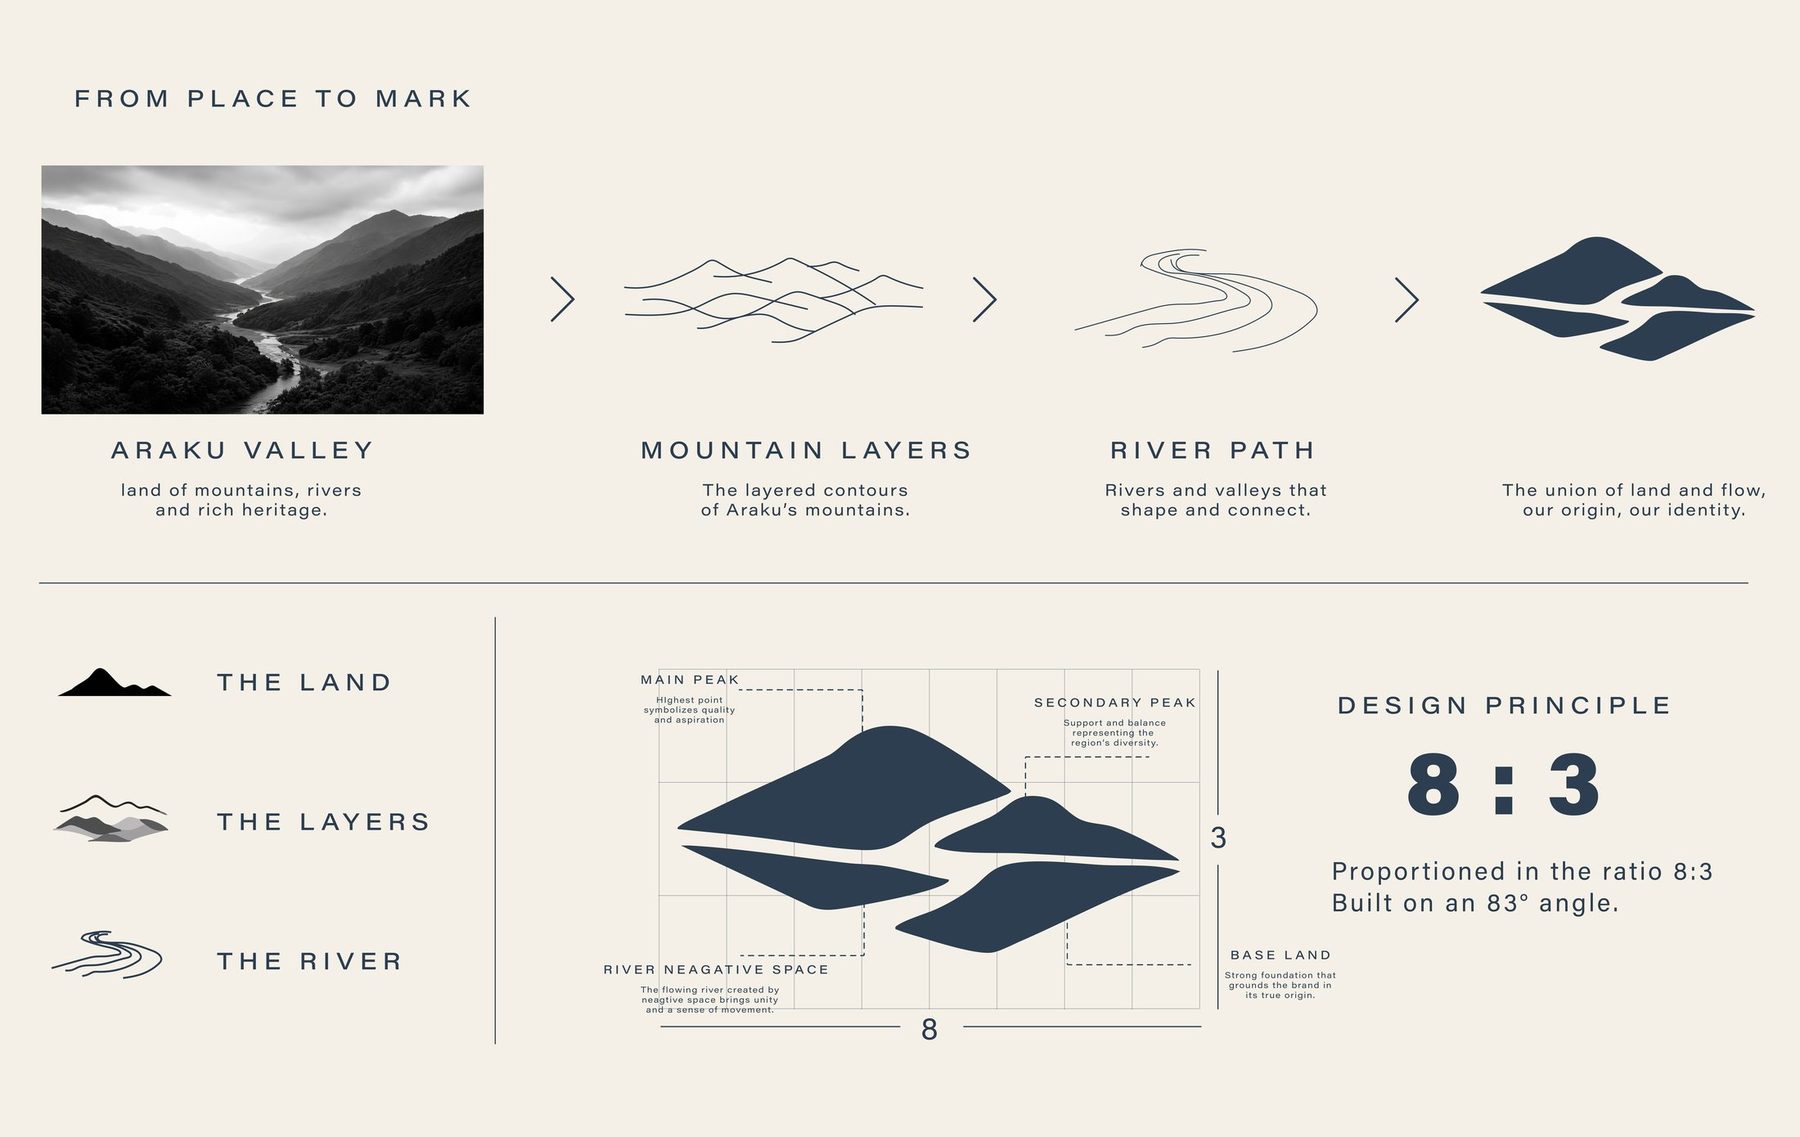 FROM PLACE TO MARK
ARAKU VALLEY
land of mountains, rivers
and rich heritage.
MOUNTAIN LAYERS
The layered contours
of Araku’s mountains.
RIVER PATH
Rivers and valleys that
shape and connect.
The union of land and flow,
our origin, our identity.
THE LAND
THE LAYERS
THE RIVER
MAIN PEAK
HIghest point
symbolizes quality
and aspiration
SECONDARY PEAK
Support and balance
representing the
region’s diversity.
RIVER NEAGATIVE SPACE
The flowing river created by
neagtive space brings unity
and a sense of movement.
BASE LAND
Strong foundation that
grounds the brand in
its true origin.
3
8
DESIGN PRINCIPLE
8 : 3
Proportioned in the ratio 8:3
Built on an 83° angle.